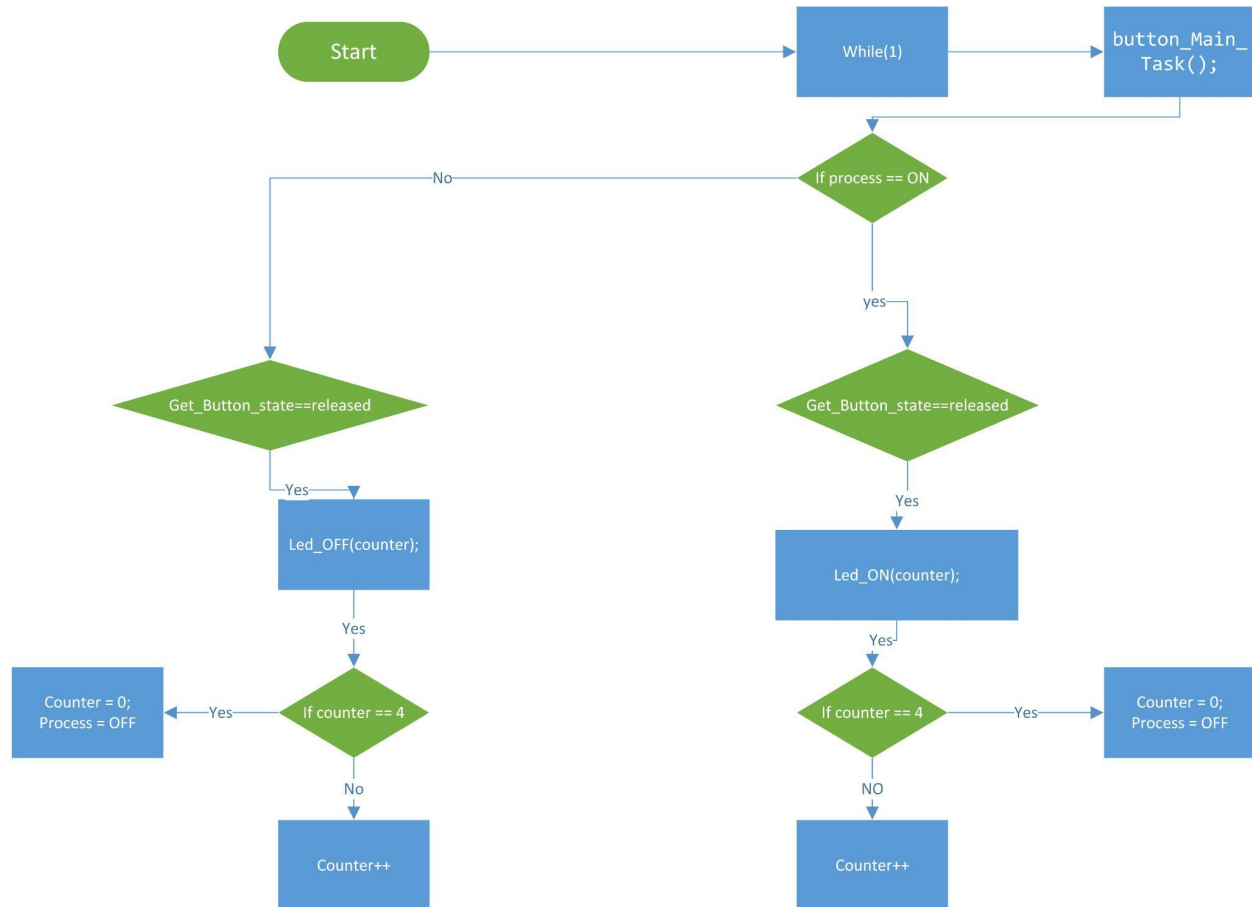 Start
While(1)
button_Main_
Task();
If process == ON
No
yes
Get_Button_state==released
Get_Button_state==released
Yes
Yes
Led_OFF(counter);
Led_ON(counter);
Yes
Yes
Counter = 0;
Process = OFF
Yes
If counter == 4
If counter == 4
Yes
Counter = 0;
Process = OFF
No
NO
Counter++
Counter++